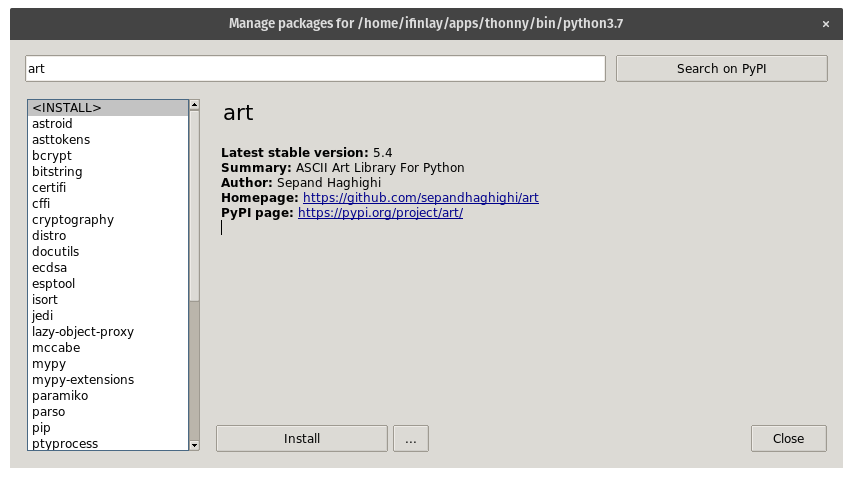 Manage packages for /home/ifinlay/apps/thonny/bin/python3.7 ×
art
Search on PyPI
<INSTALL>
astroid
asttokens
bcrypt
bitstring
certifi
cffi
cryptography
distro
docutils
ecdsa
esptool
isort
jedi
lazy-object-proxy
mccabe
mypy
mypy-extensions
paramiko
parso
pip
ptyprocess
art
Latest stable version: 5.4
Summary: ASCII Art Library For Python
Author: Sepand Haghighi
Homepage: https://github.com/sepandhaghighi/art
PyPI page: https://pypi.org/project/art/
Install
...
Close